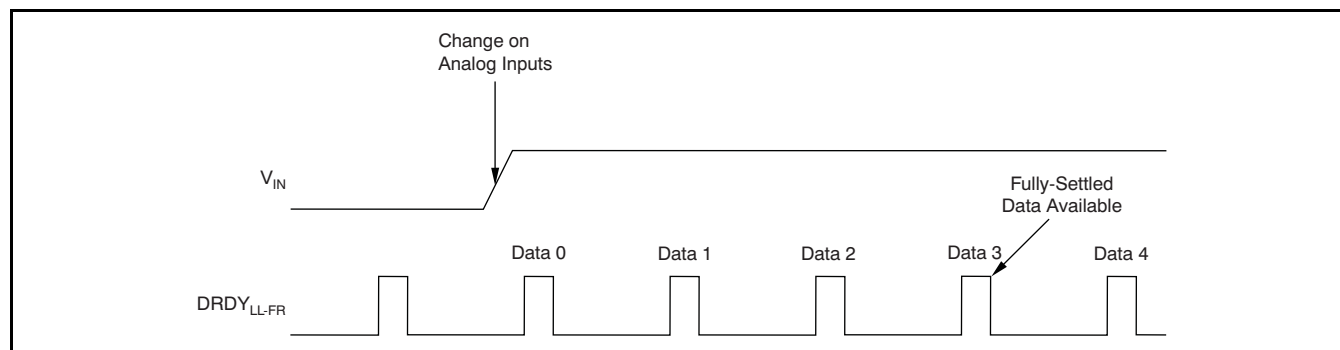 Change on
Analog Inputs
V_IN
Fully-Settled
Data Available
Data 0
Data 1
Data 2
Data 3
Data 4
DRDY_LL-FR